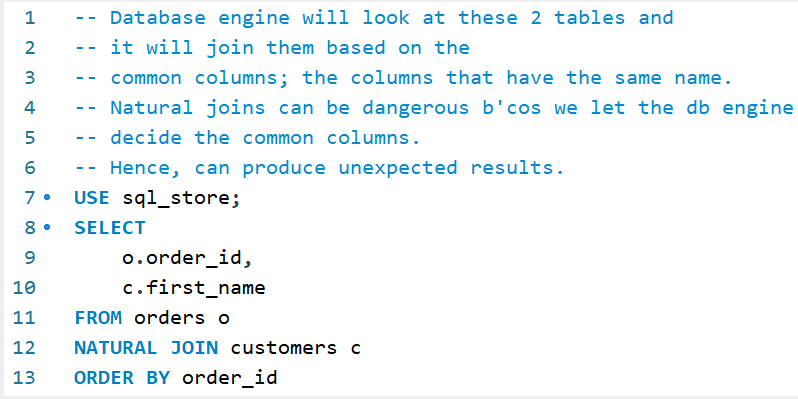 1 -- Database engine will look at these 2 tables and
2 -- it will join them based on the
3 -- common columns; the columns that have the same name.
4 -- Natural joins can be dangerous b'cos we let the db engine
5 -- decide the common columns.
6 -- Hence, can produce unexpected results.
7 • USE sql_store;
8 • SELECT
9 o.order_id,
10 c.first_name
11 FROM orders o
12 NATURAL JOIN customers c
13 ORDER BY order_id